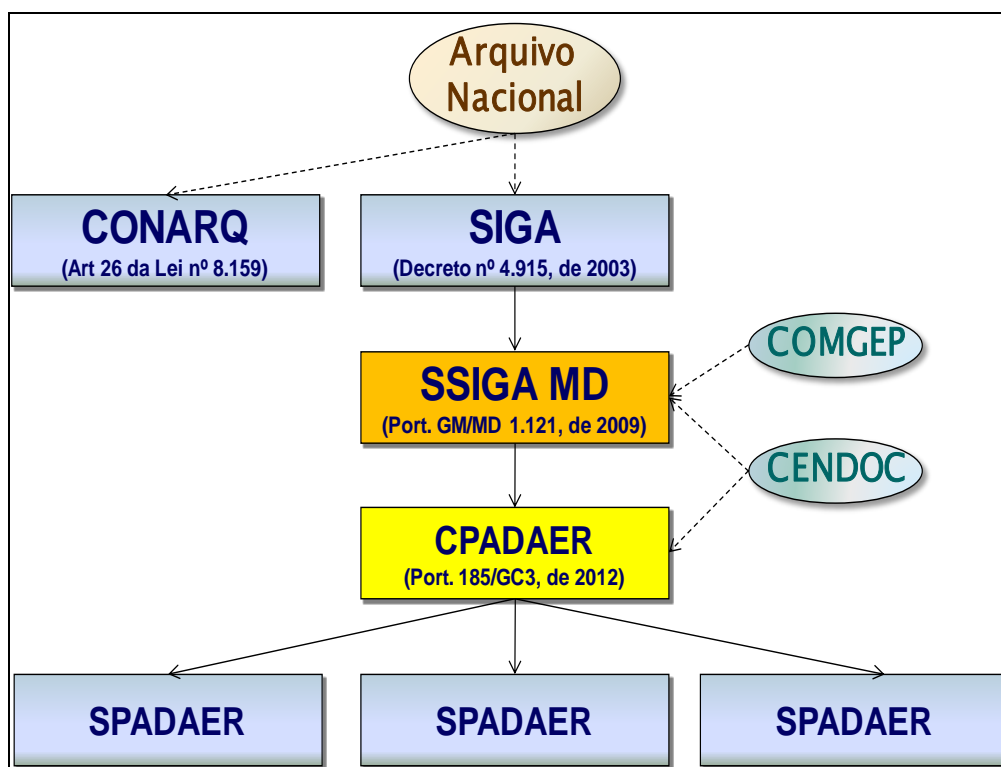 Arquivo
Nacional
CONARQ
(Art 26 da Lei nº 8.159)
SIGA
(Decreto nº 4.915, de 2003)
COMGEP
SSIGA MD
(Port. GM/MD 1.121, de 2009)
CENDOC
CPADAER
(Port. 185/GC3, de 2012)
SPADAER
SPADAER
SPADAER